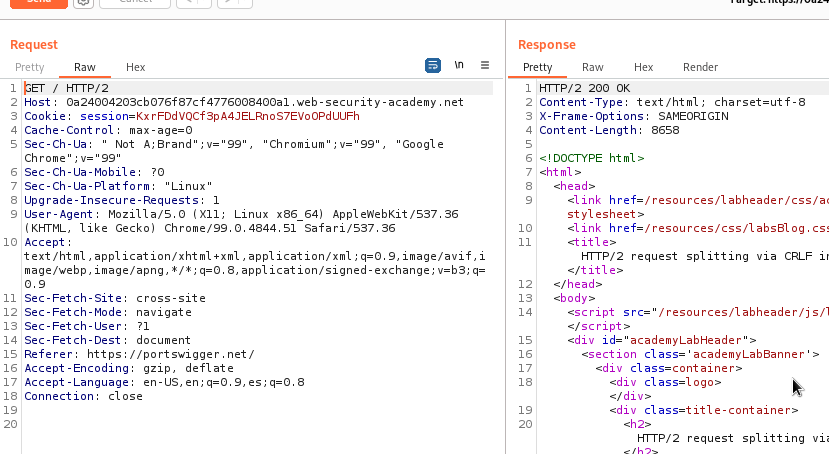 Send
Cancel
Request
Pretty
Raw
Hex
\n
1 GET / HTTP/2
2 Host: 0a24004203cb076f87cf4776008400a1.web-security-academy.net
3 Cookie: session=KxrFDdVQCf3pA4JELRnoS7EVoOPdUUFh
4 Cache-Control: max-age=0
5 Sec-Ch-Ua: " Not A;Brand";v="99", "Chromium";v="99", "Google
Chrome";v="99"
6 Sec-Ch-Ua-Mobile: ?0
7 Sec-Ch-Ua-Platform: "Linux"
8 Upgrade-Insecure-Requests: 1
9 User-Agent: Mozilla/5.0 (X11; Linux x86_64) AppleWebKit/537.36
(KHTML, like Gecko) Chrome/99.0.4844.51 Safari/537.36
10 Accept:
text/html,application/xhtml+xml,application/xml;q=0.9,image/avif,i
mage/webp,image/apng,*/*;q=0.8,application/signed-exchange;v=b3;q=
0.9
11 Sec-Fetch-Site: cross-site
12 Sec-Fetch-Mode: navigate
13 Sec-Fetch-User: ?1
14 Sec-Fetch-Dest: document
15 Referer: https://portswigger.net/
16 Accept-Encoding: gzip, deflate
17 Accept-Language: en-US,en;q=0.9,es;q=0.8
18 Connection: close
19
20
Response
Pretty
Raw
Hex
Render
1 HTTP/2 200 OK
2 Content-Type: text/html; charset=utf-8
3 X-Frame-Options: SAMEORIGIN
4 Content-Length: 8658
5
6 <!DOCTYPE html>
7 <html>
8 <head>
9 <link href=/resources/labheader/css/ac
stylesheet>
10 <link href=/resources/css/labsBlog.css
11 <title>
HTTP/2 request splitting via CRLF in
</title>
12 </head>
13 <body>
14 <script src="/resources/labheader/js/l
</script>
15 <div id="academyLabHeader">
16 <section class='academyLabBanner'>
17 <div class=container>
18 <div class=logo>
</div>
19 <div class=title-container>
20 <h2>
HTTP/2 request splitting via
</h2>